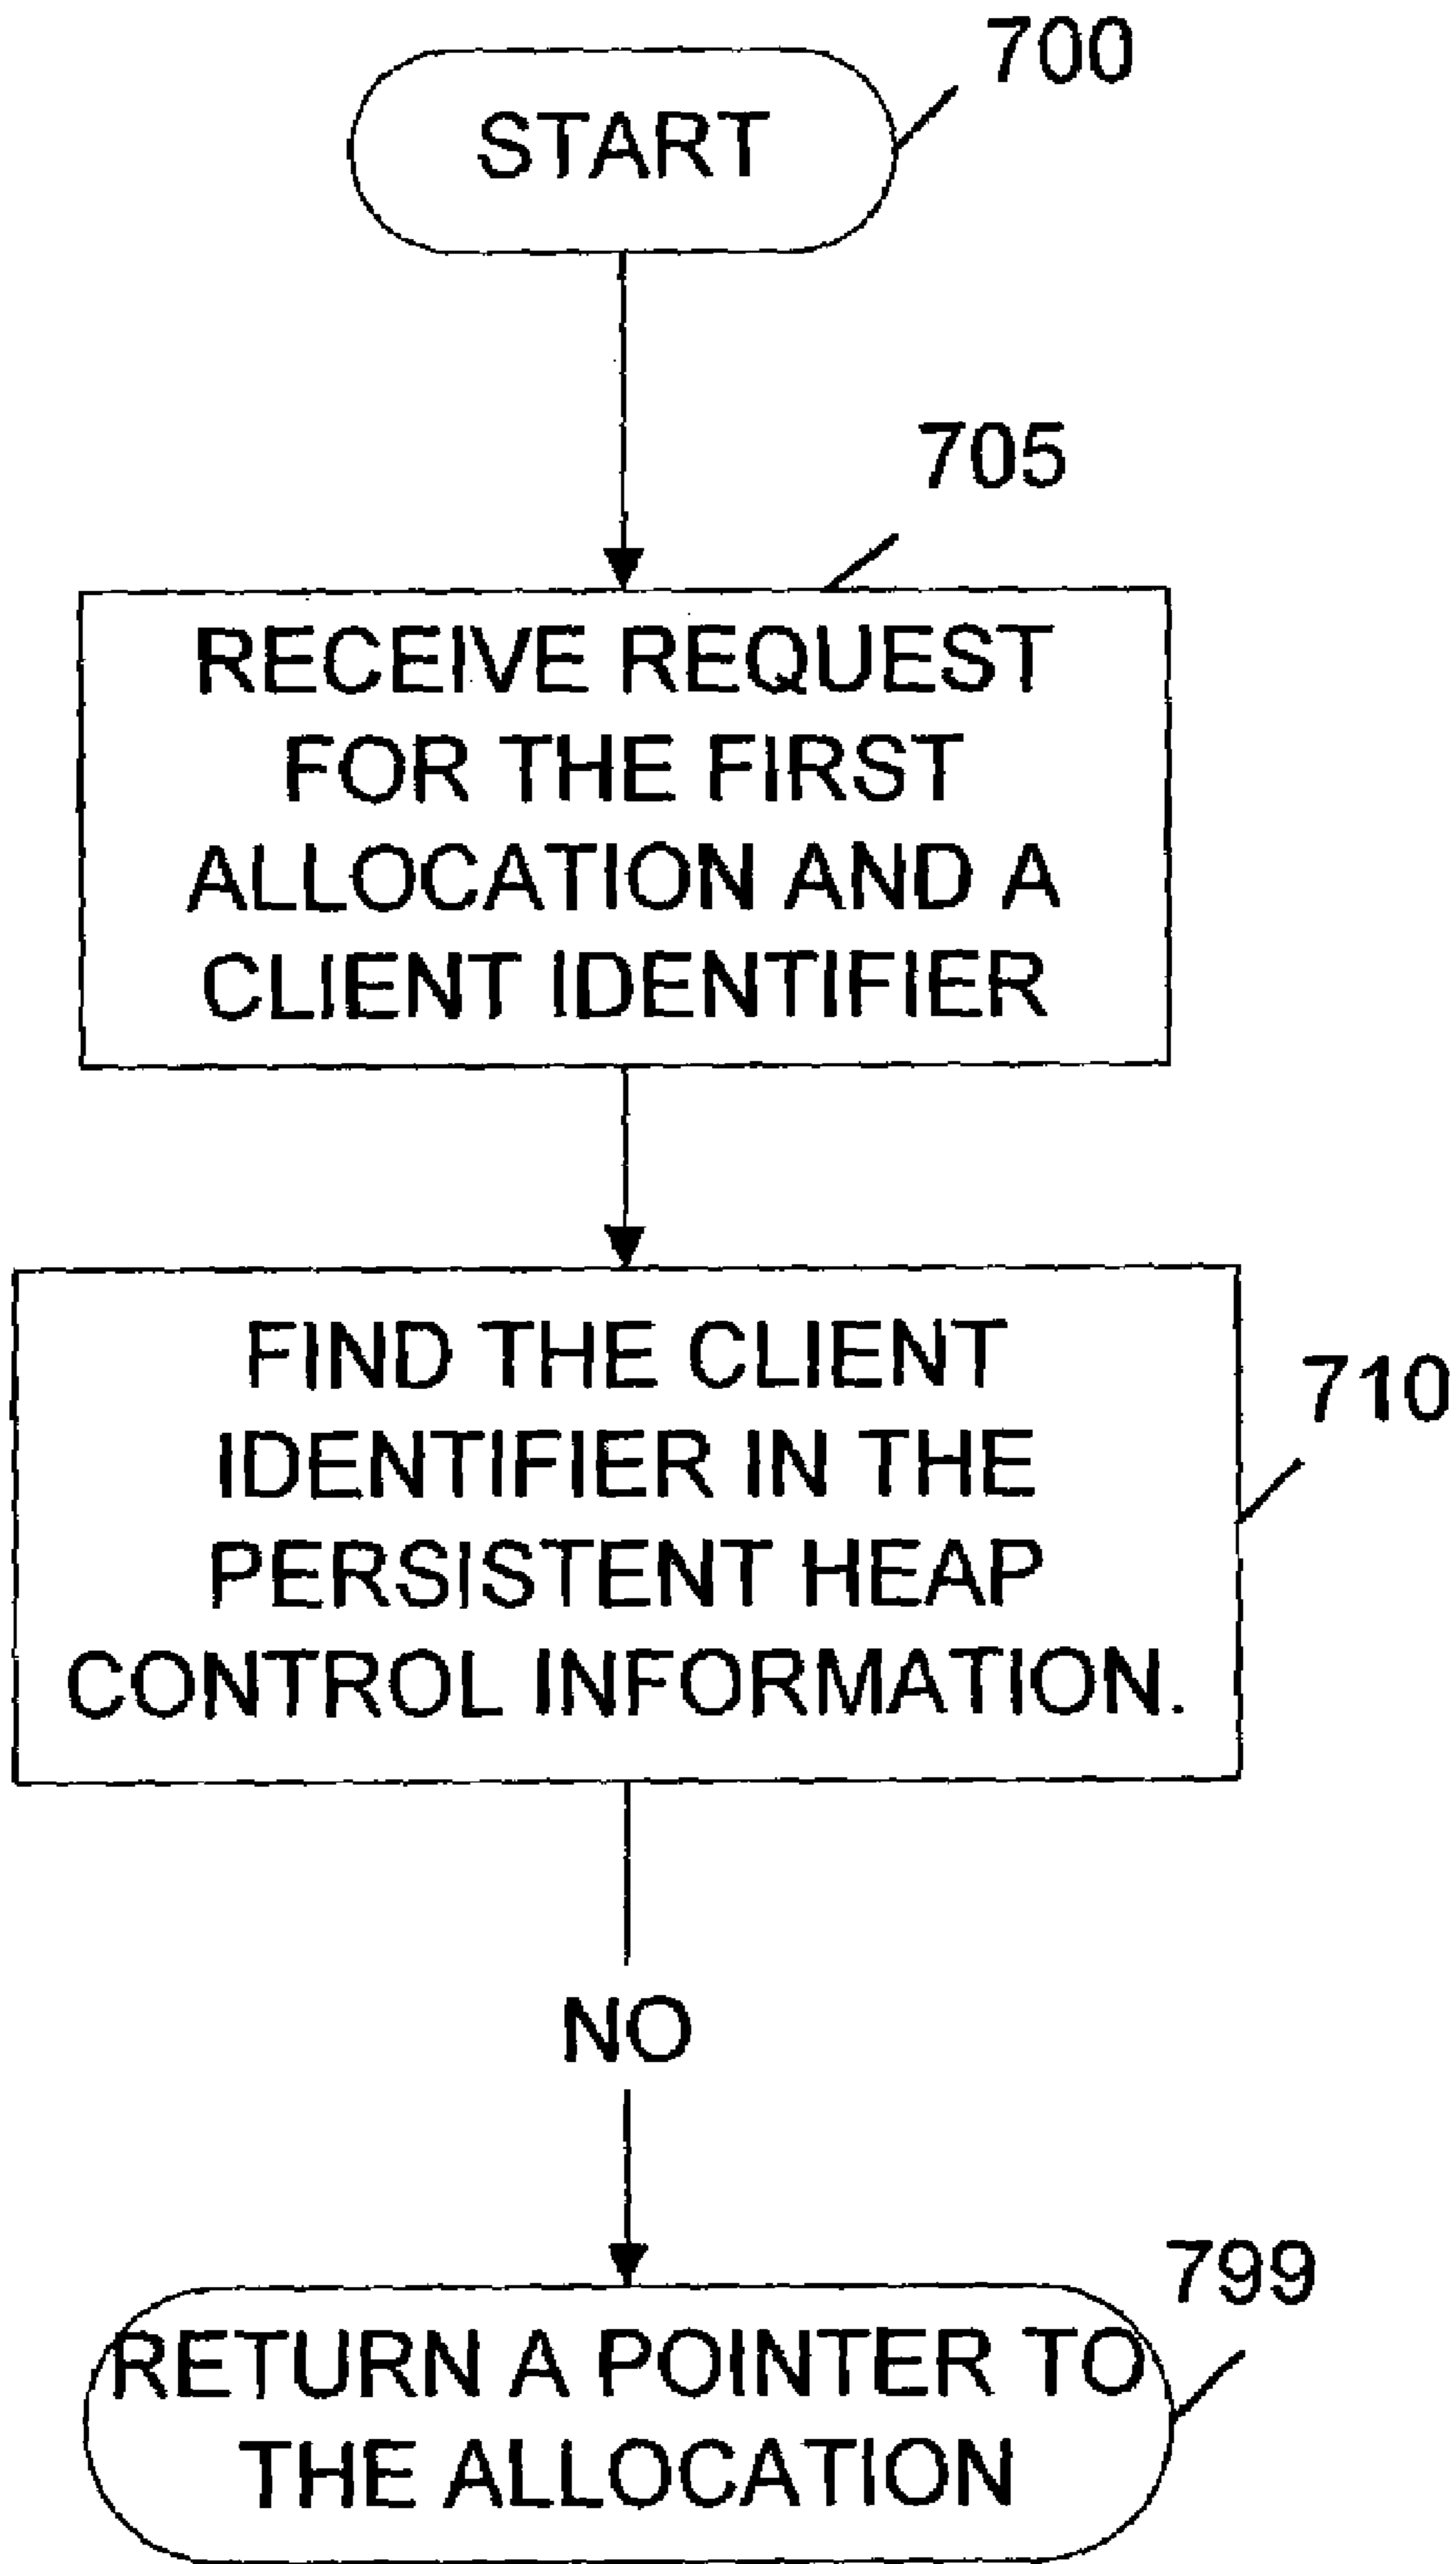 700
START
705
RECEIVE REQUEST
FOR THE FIRST
ALLOCATION AND A
CLIENT IDENTIFIER
FIND THE CLIENT
IDENTIFIER IN THE
PERSISTENT HEAP
CONTROL INFORMATION.
710
NO
799
RETURN A POINTER TO
THE ALLOCATION